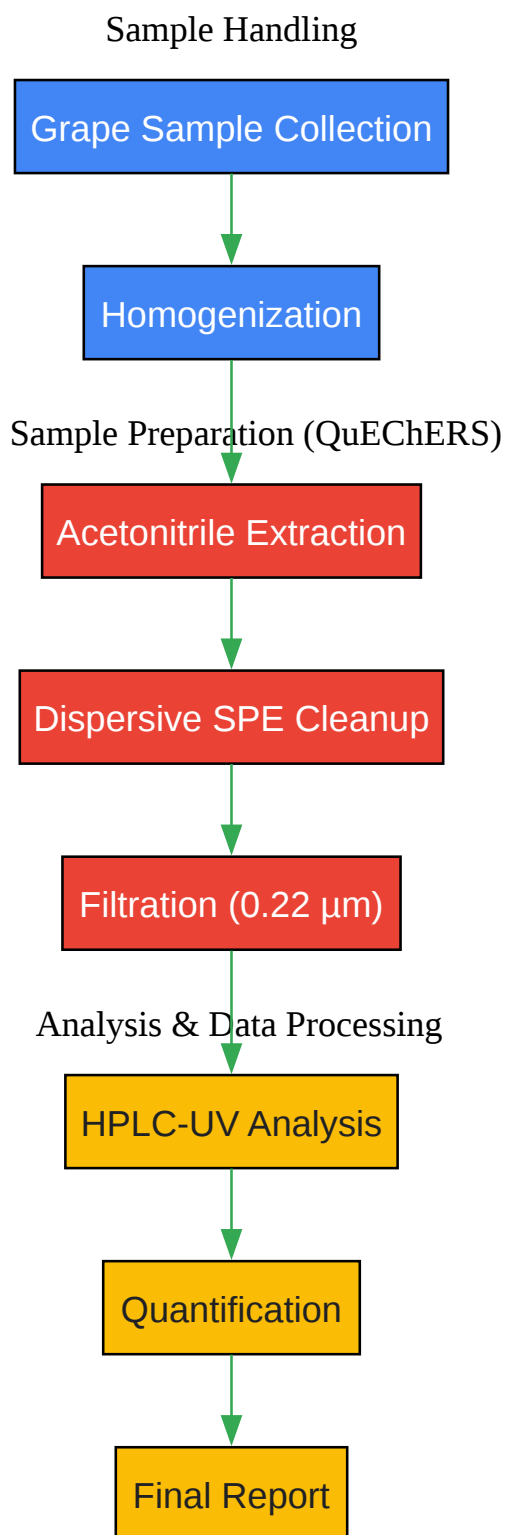 Sample Handling
Grape Sample Collection
Homogenization
Sample Preparation (QuEChERS)
Acetonitrile Extraction
Dispersive SPE Cleanup
Filtration (0.22 µm)
Analysis & Data Processing
HPLC-UV Analysis
Quantification
Final Report